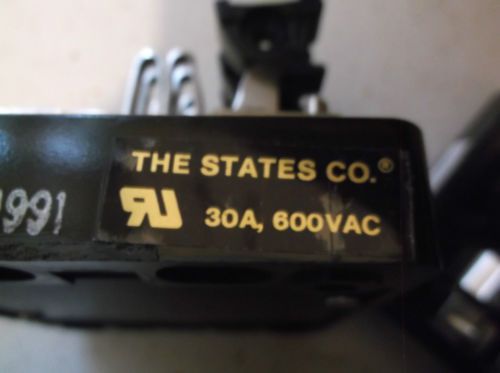 THE STATES CO.®
1991
30A, 600VAC